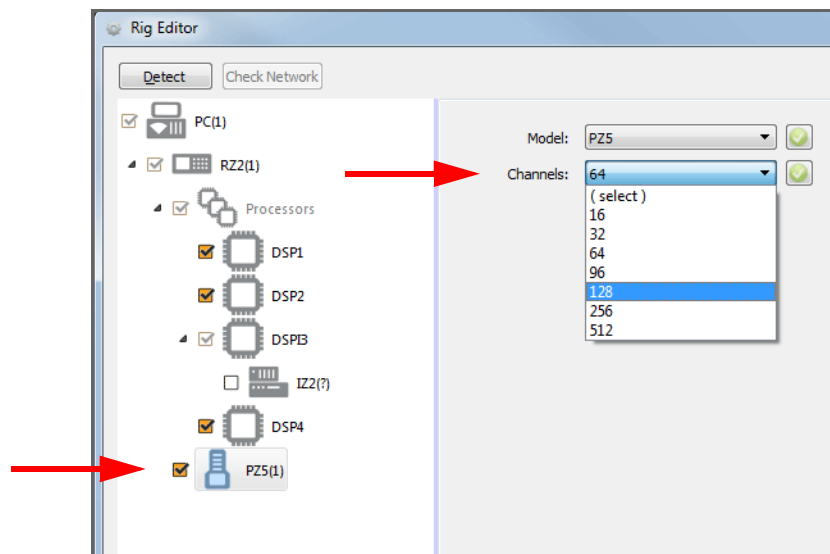 Rig Editor
Detect
Check Network
PC(1)
RZ2(1)
Processors
DSP1
DSP2
DSPI3
IZ2(?)
DSP4
PZ5(1)
Model:
PZ5
Channels:
64
( select )
16
32
64
96
128
256
512